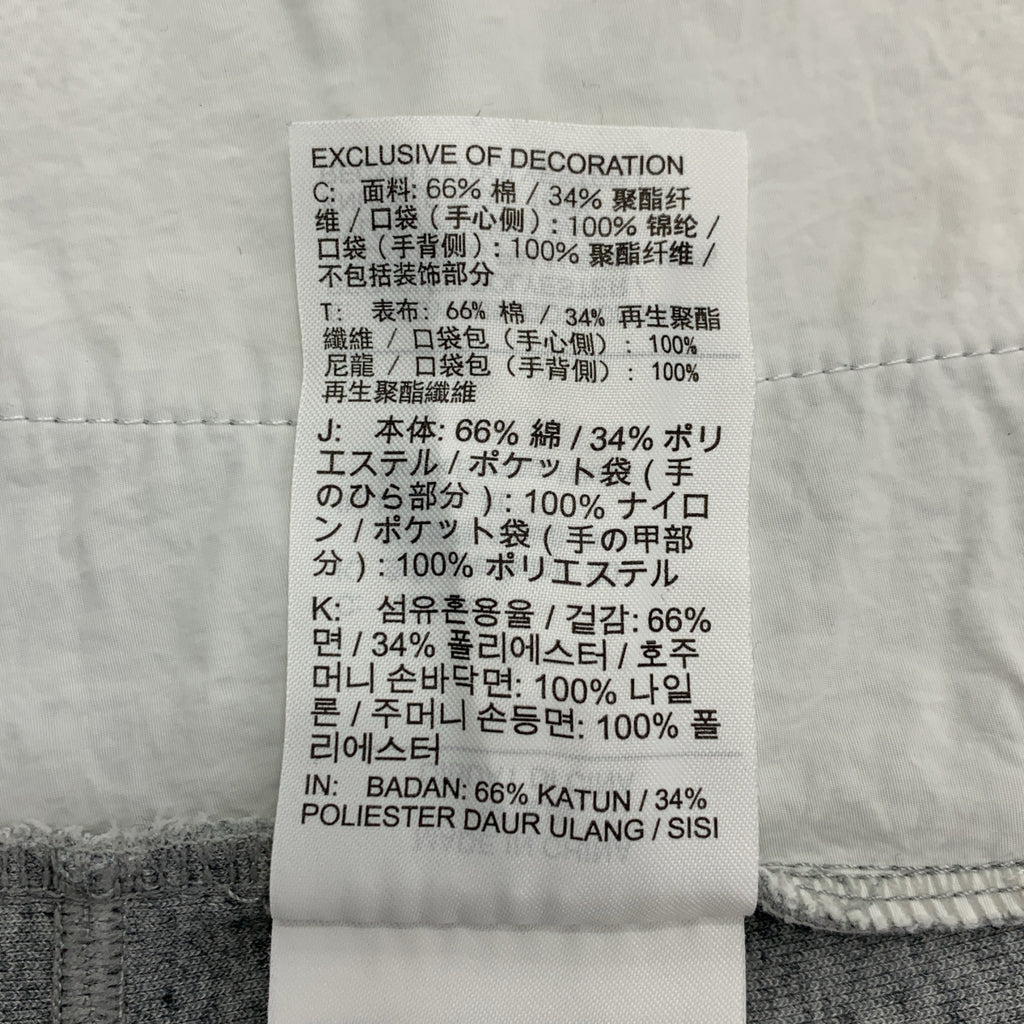 EXCLUSIVE OF DECORATION
C: 面料: 66% 棉 / 34% 聚酯纤
维 / 口袋 ( 手心侧 ) : 100% 锦纶 /
口袋 ( 手背侧 ) : 100% 聚酯纤维 /
不包括装饰部分
T: 表布: 66% 棉 / 34% 再生聚酯
纖維 / 口袋包 ( 手心側 ) : 100%
尼龍 / 口袋包 ( 手背側 ) : 100%
再生聚酯纖維
J: 本体: 66% 綿 / 34% ポリ
エステル / ポケット袋 ( 手
のひら部分 ) : 100% ナイロ
ン / ポケット袋 ( 手の甲部
分 ) : 100% ポリエステル
K: 섬유혼용율 / 겉감: 66%
면 / 34% 폴리에스터 / 호주
머니 손바닥면: 100% 나일
론 / 주머니 손등면: 100% 폴
리에스터
IN: BADAN: 66% KATUN / 34%
POLIESTER DAUR ULANG / SISI